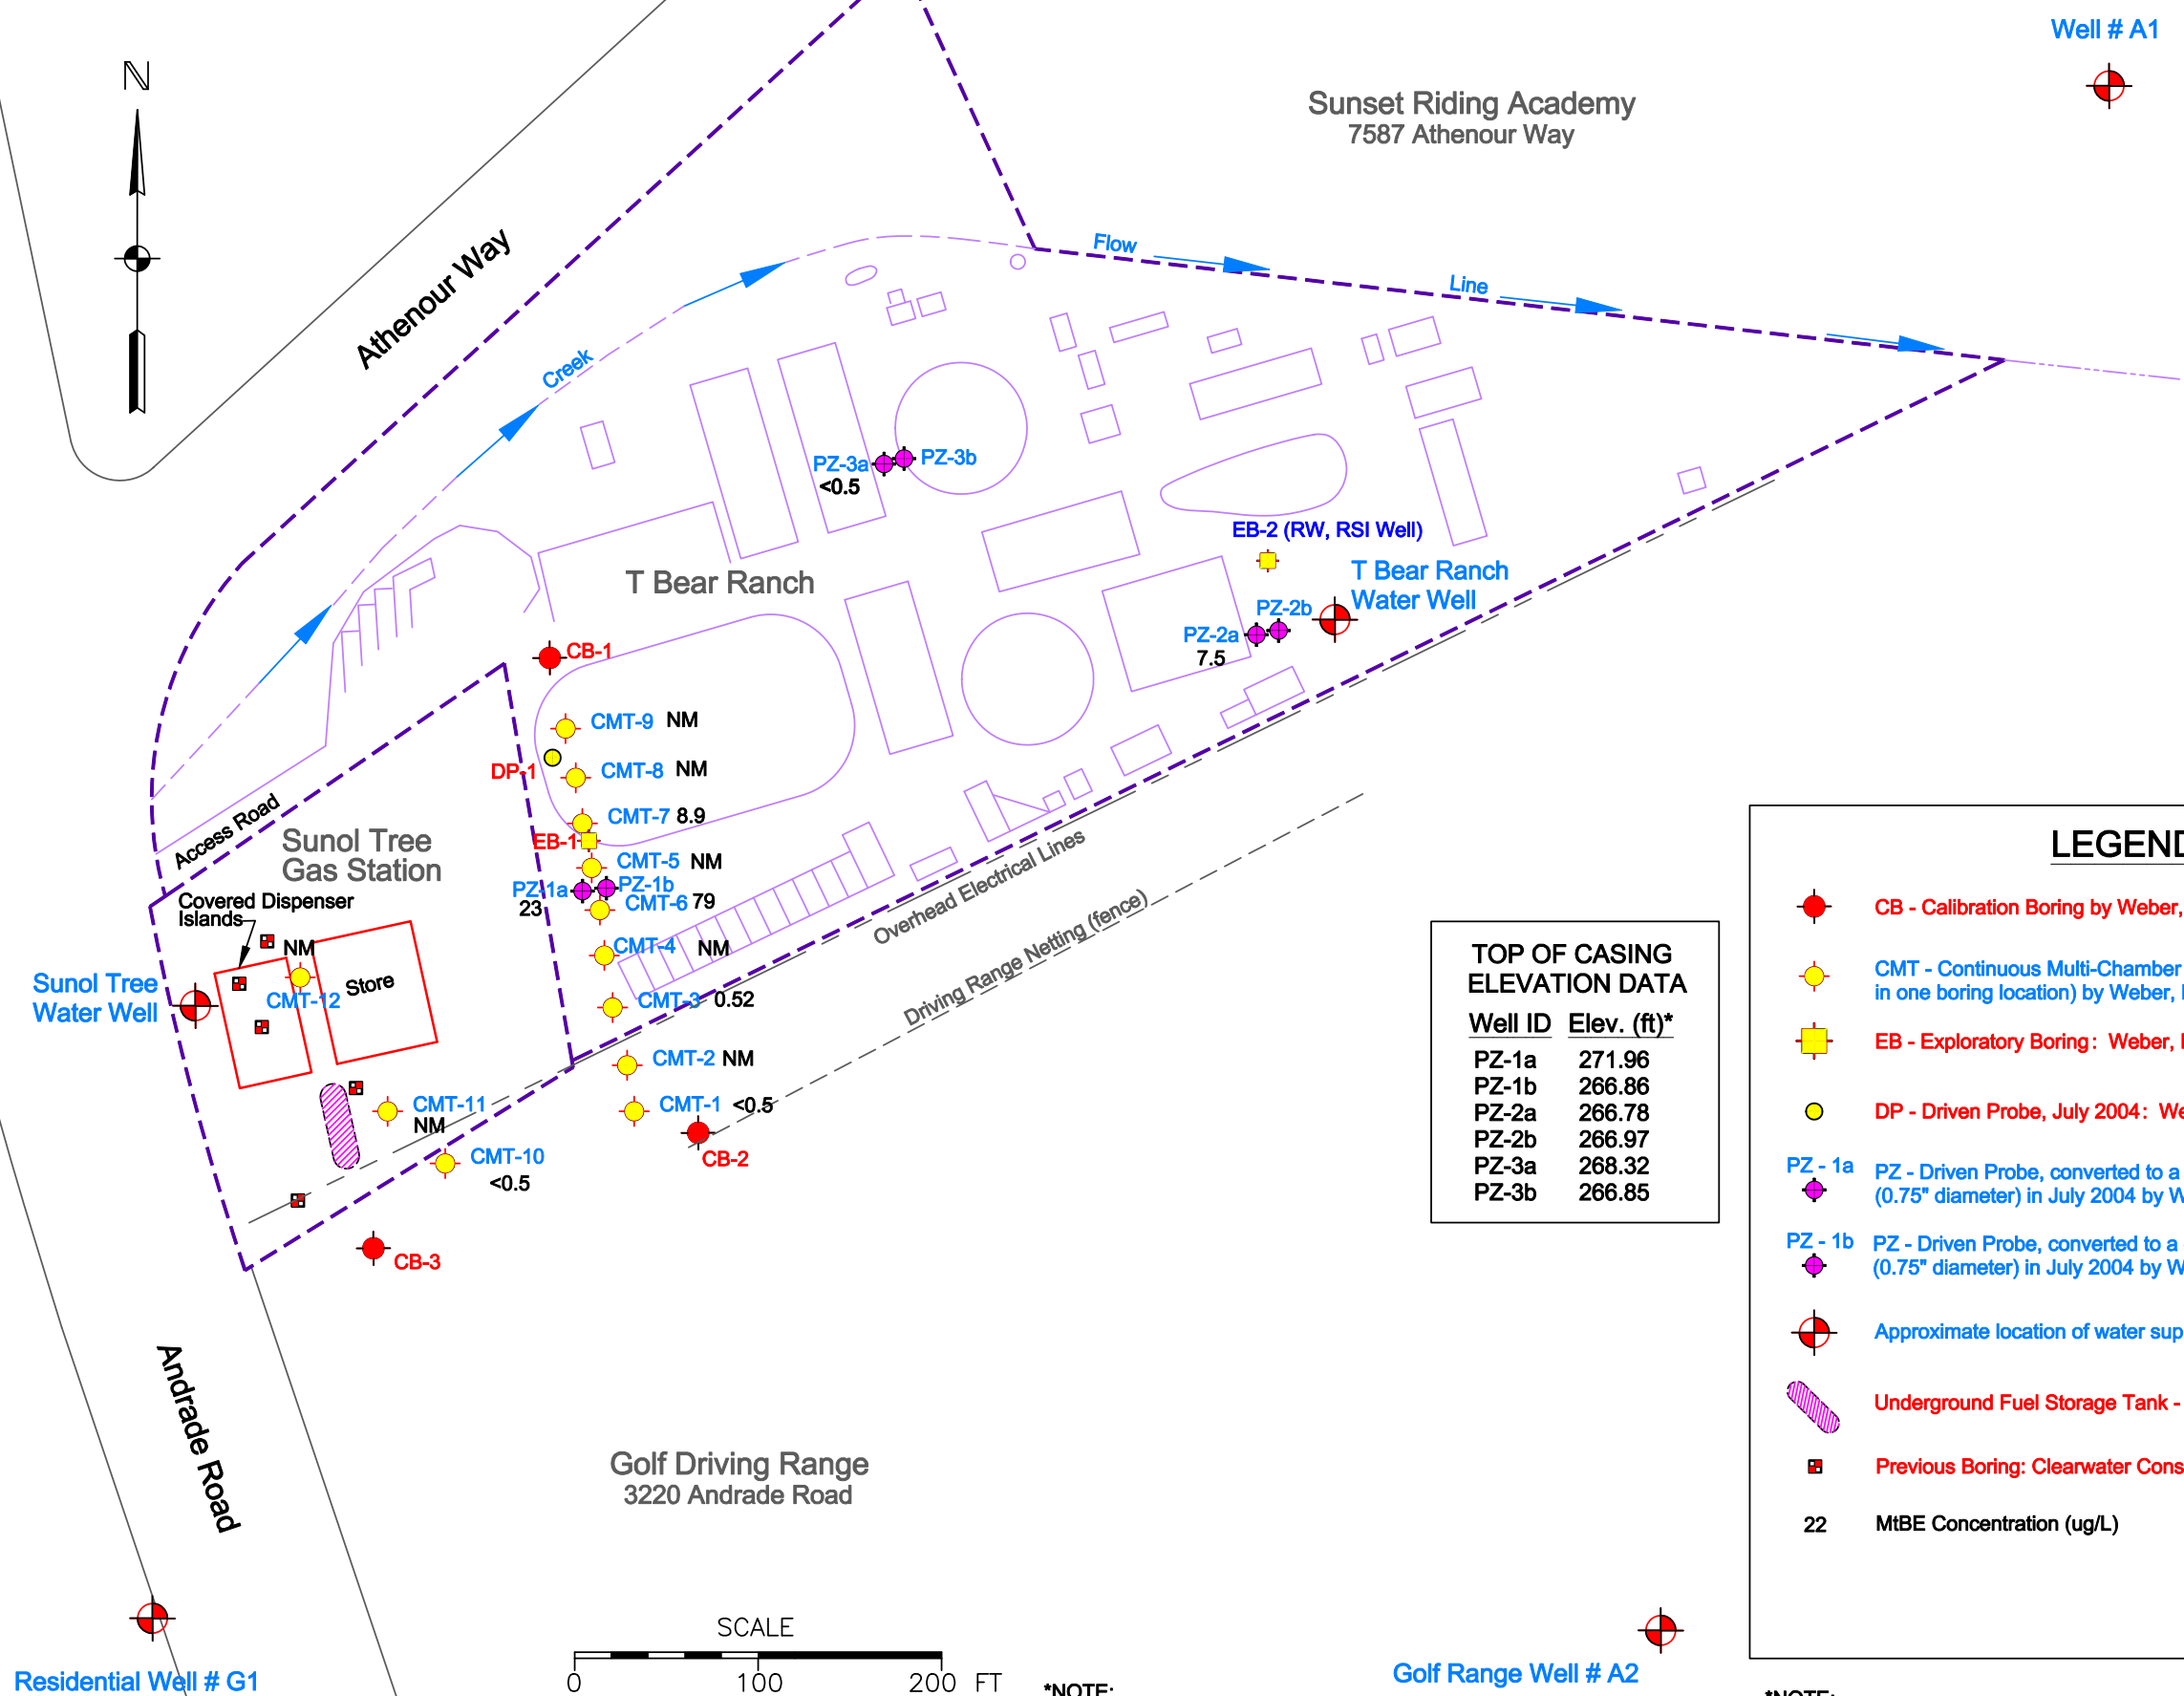 Well # A1
N
Sunset Riding Academy
7587 Athenour Way
Athenour Way
Flow
Line
Creek
PZ-3a
PZ-3b
<0.5
EB-2 (RW, RSI Well)
T Bear Ranch
T Bear Ranch
Water Well
PZ-2b
PZ-2a
7.5
CB-1
CMT-9 NM
DP-1
CMT-8 NM
CMT-7 8.9
EB-1
CMT-5 NM
PZ-1a
PZ-1b
23
CMT-6 79
CMT-4 NM
CMT-3 0.52
CMT-2 NM
CMT-1 <0.5
CB-2
Access Road
Sunol Tree
Gas Station
Covered Dispenser
Islands
NM
CMT-12
Store
Sunol Tree
Water Well
CMT-11
NM
CMT-10
<0.5
CB-3
Overhead Electrical Lines
Driving Range Netting (fence)
TOP OF CASING
ELEVATION DATA
Well ID Elev. (ft)*
PZ-1a 271.96
PZ-1b 266.86
PZ-2a 266.78
PZ-2b 266.97
PZ-3a 268.32
PZ-3b 266.85
LEGEND
CB - Calibration Boring by Weber,
CMT - Continuous Multi-Chamber
in one boring location) by Weber,
EB - Exploratory Boring: Weber,
DP - Driven Probe, July 2004: We
PZ - 1a
PZ - Driven Probe, converted to a
(0.75" diameter) in July 2004 by W
PZ - 1b
PZ - Driven Probe, converted to a
(0.75" diameter) in July 2004 by W
Approximate location of water sup
Underground Fuel Storage Tank -
Previous Boring: Clearwater Cons
22 MtBE Concentration (ug/L)
Andrade Road
Golf Driving Range
3220 Andrade Road
SCALE
0 100 200 FT
Residential Well # G1
Golf Range Well # A2
*NOTE:
*NOTE: